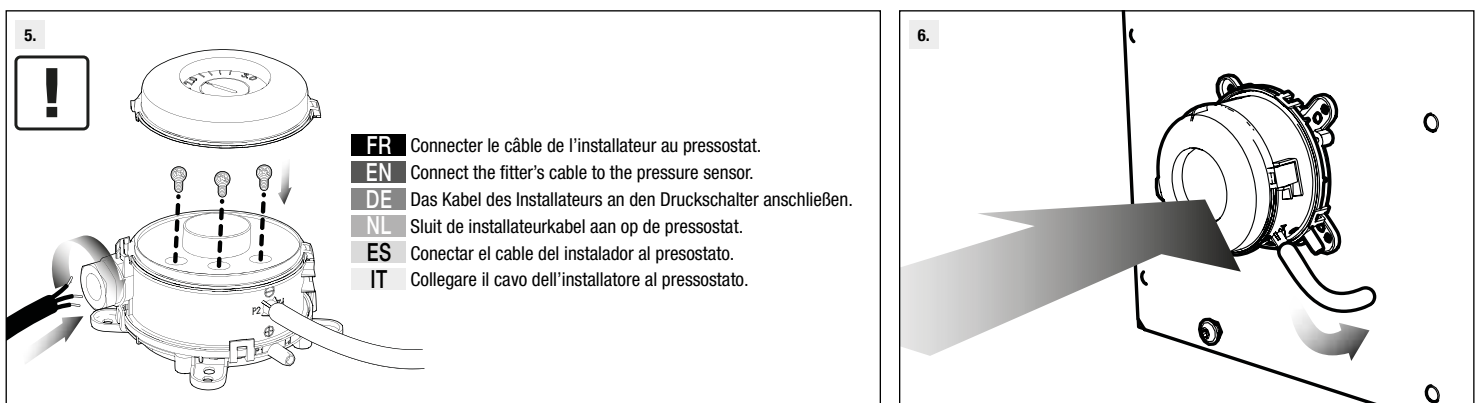 5.
!
FR Connecter le câble de l'installateur au pressostat.
EN Connect the fitter's cable to the pressure sensor.
DE Das Kabel des Installateurs an den Druckschalter anschließen.
NL Sluit de installateurkabel aan op de pressostat.
ES Conectar el cable del instalador al presostato.
IT Collegare il cavo dell'installatore al pressostato.
P2
6.